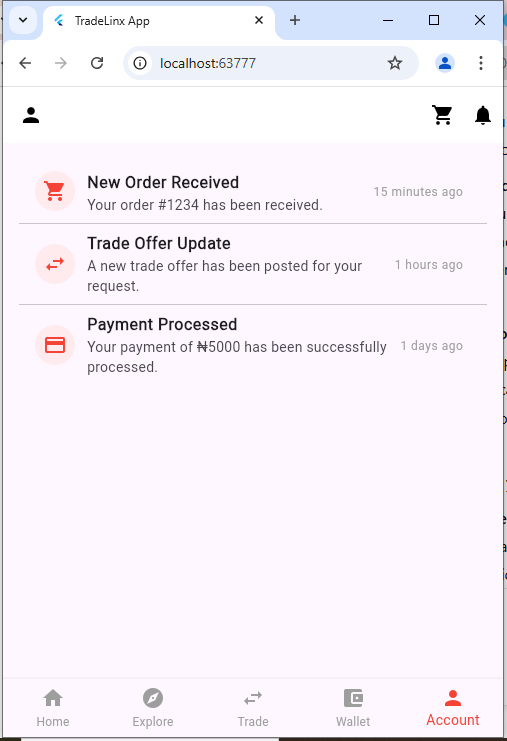 TradeLinx App
localhost:63777
New Order Received
Your order #1234 has been received.
15 minutes ago
Trade Offer Update
A new trade offer has been posted for your
request.
1 hours ago
Payment Processed
Your payment of ₦5000 has been successfully
processed.
1 days ago
Home
Explore
Trade
Wallet
Account